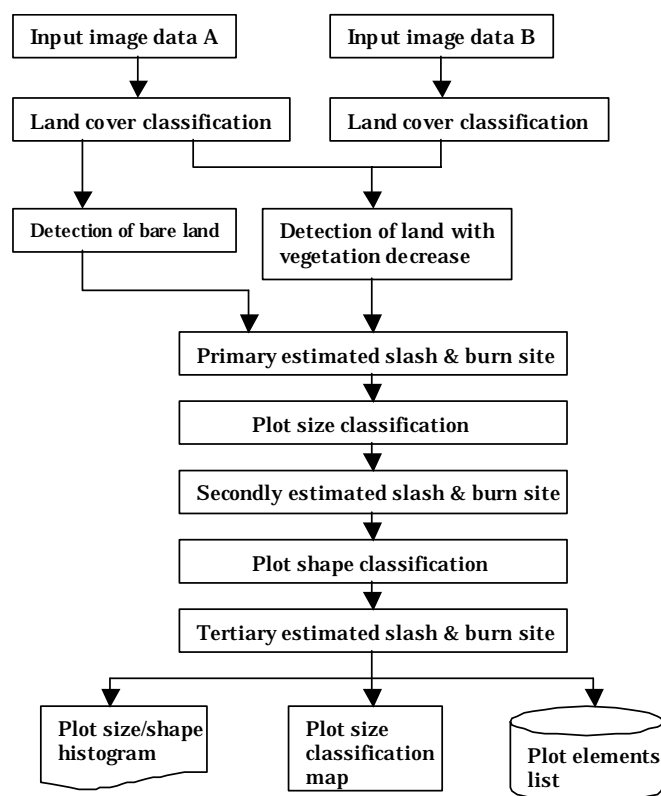 Input image data A
Input image data B
Land cover classification
Land cover classification
Detection of bare land
Detection of land with
vegetation decrease
Primary estimated slash & burn site
Plot size classification
Secondly estimated slash & burn site
Plot shape classification
Tertiary estimated slash & burn site
Plot size/shape
histogram
Plot size
classification
map
Plot elements
list